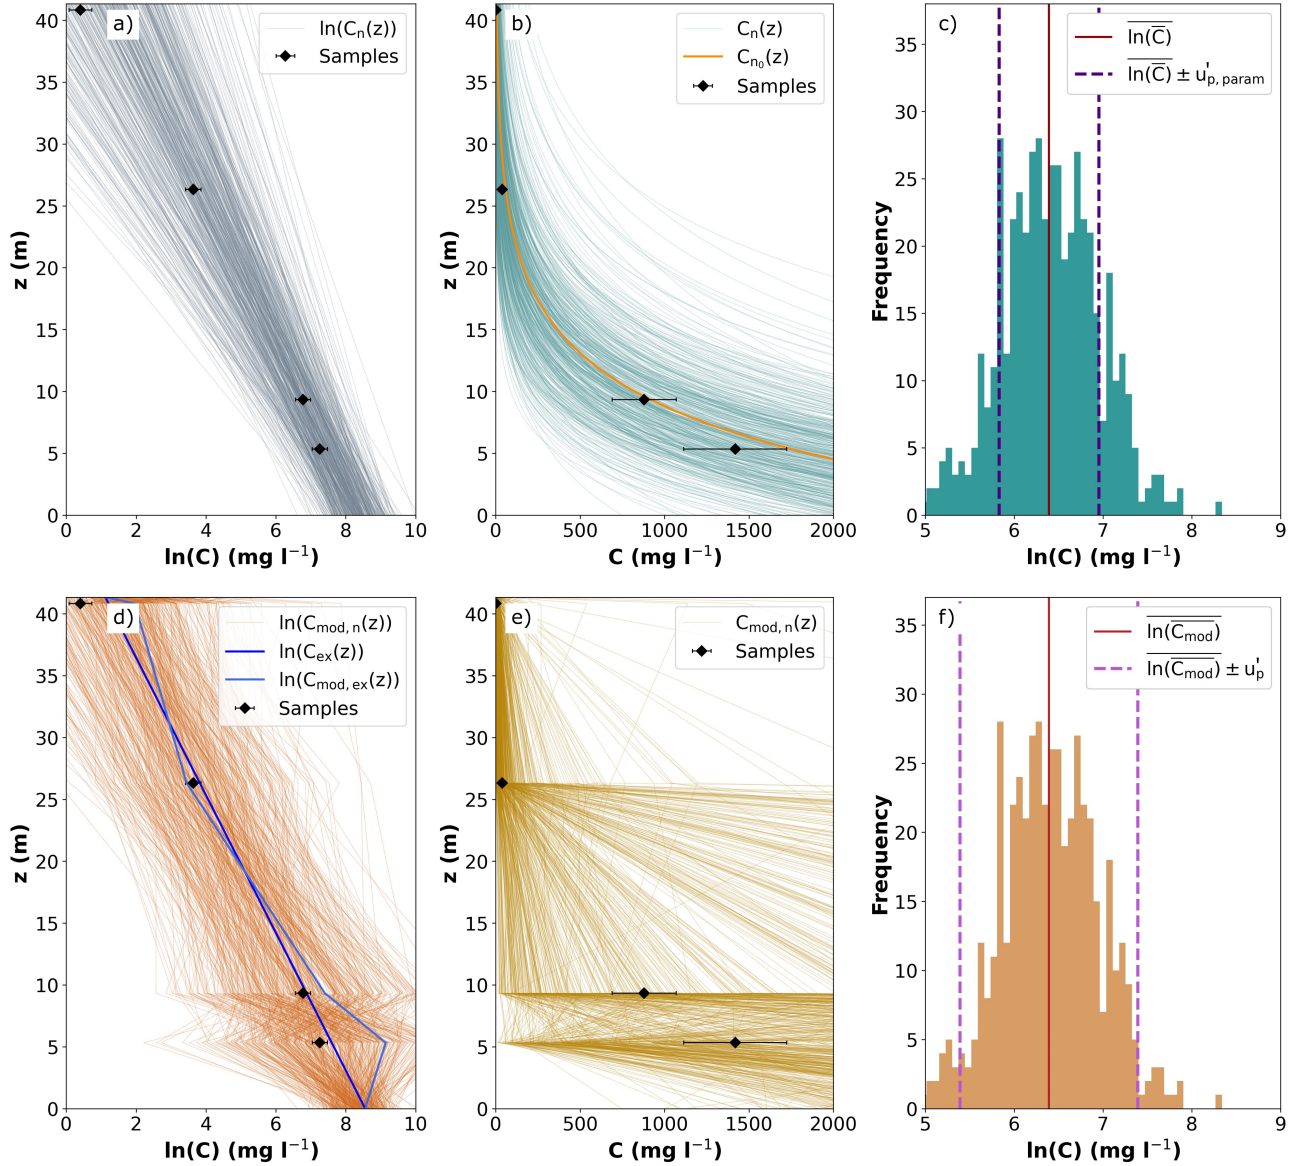 a)
ln(Cₙ(z))
Samples
z (m)
40
35
30
25
20
15
10
5
0
0 2 4 6 8 10
ln(C) (mg l⁻¹)
b)
Cₙ(z)
Cₙ₀(z)
Samples
z (m)
40
35
30
25
20
15
10
5
0
0 500 1000 1500 2000
C (mg l⁻¹)
c)
ln(C̅)
ln(C̅) ± u'p, param
Frequency
35
30
25
20
15
10
5
0
5 6 7 8 9
ln(C) (mg l⁻¹)
d)
ln(Cmod, n(z))
ln(Cex(z))
ln(Cmod, ex(z))
Samples
z (m)
40
35
30
25
20
15
10
5
0
0 2 4 6 8 10
ln(C) (mg l⁻¹)
e)
Cmod, n(z)
Samples
z (m)
40
35
30
25
20
15
10
5
0
0 500 1000 1500 2000
C (mg l⁻¹)
f)
ln(Cmod)
ln(Cmod) ± u'p
Frequency
35
30
25
20
15
10
5
0
5 6 7 8 9
ln(C) (mg l⁻¹)